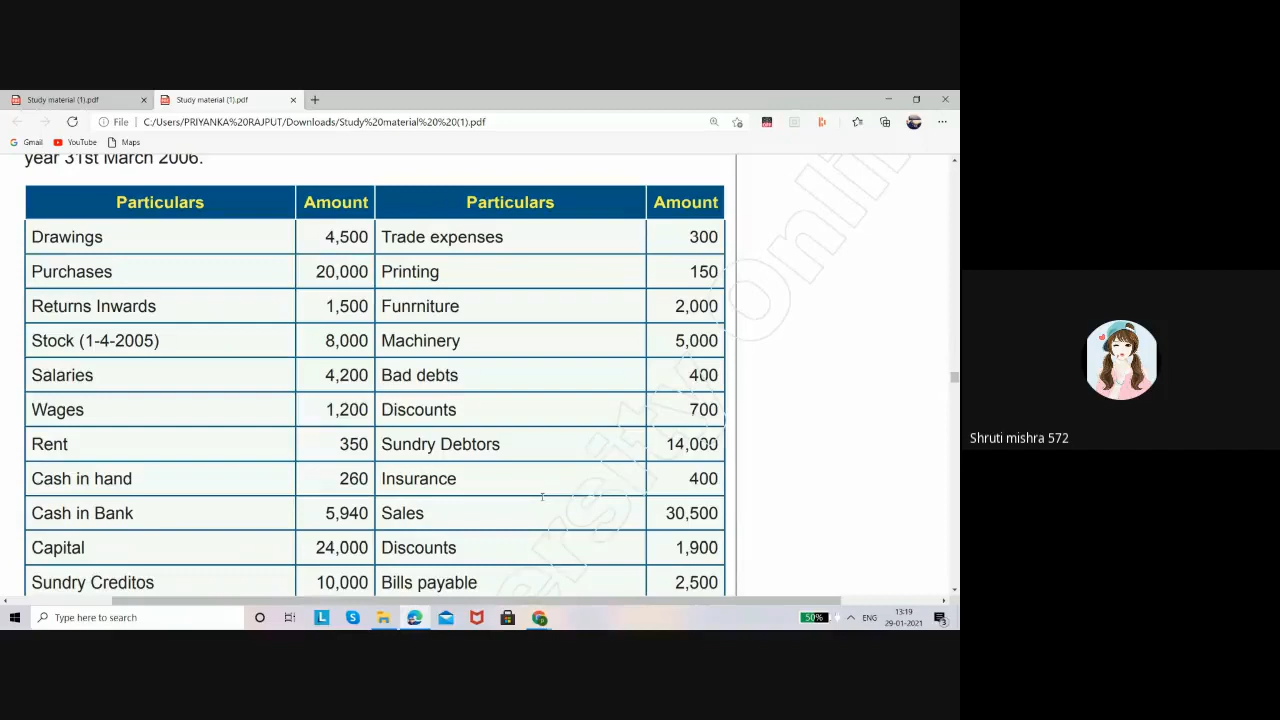 Study material (1).pdf
Study material (1).pdf
File C:/Users/PRIYANKA%20RAJPUT/Downloads/Study%20material%20%20(1).pdf
Gmail YouTube Maps
year 31st March 2006.
Particulars Amount Particulars Amount
Drawings 4,500 Trade expenses 300
Purchases 20,000 Printing 150
Returns Inwards 1,500 Funrniture 2,000
Stock (1-4-2005) 8,000 Machinery 5,000
Salaries 4,200 Bad debts 400
Wages 1,200 Discounts 700
Rent 350 Sundry Debtors 14,000
Cash in hand 260 Insurance 400
Cash in Bank 5,940 Sales 30,500
Capital 24,000 Discounts 1,900
Sundry Creditos 10,000 Bills payable 2,500
Shruti mishra 572
Type here to search
50%
ENG
13:19
29-01-2021